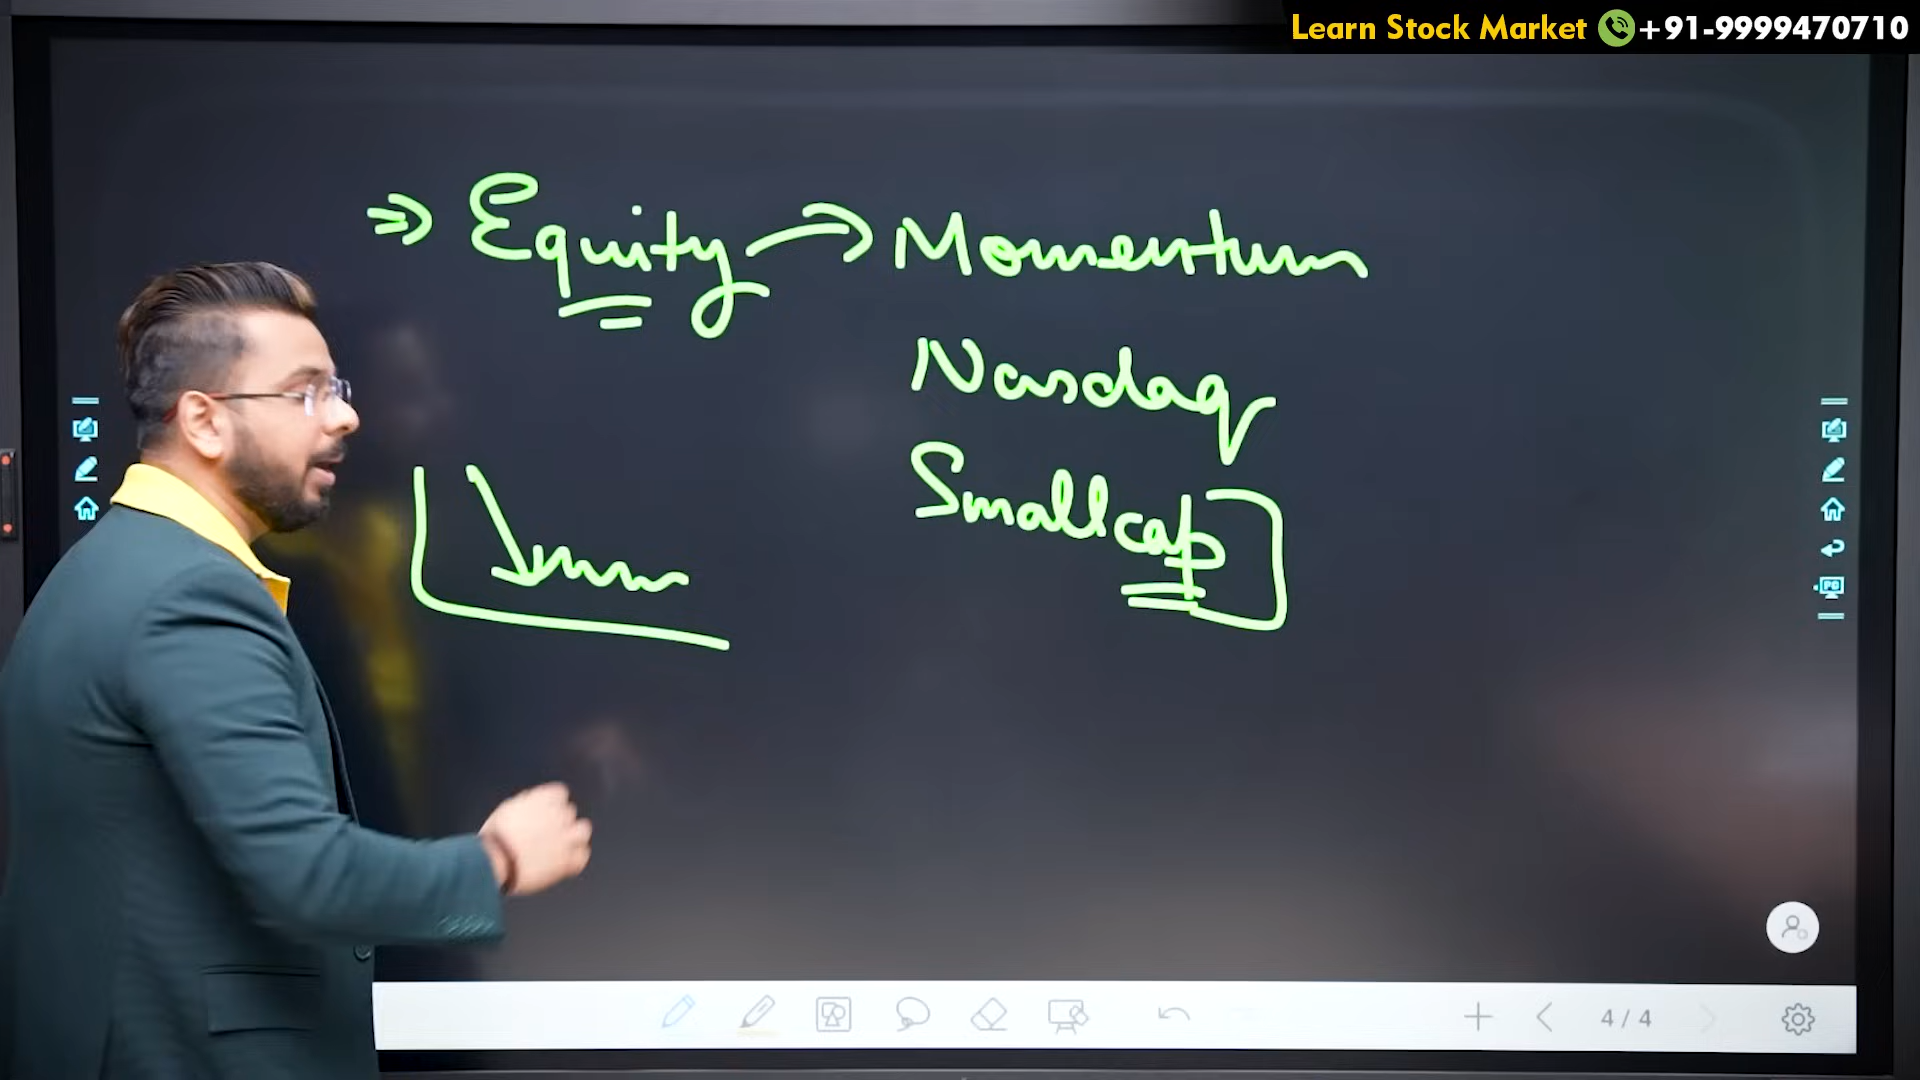 Learn Stock Market +91-9999470710
⇒ Equity → Momentum
Nasdaq
Smallcap
4/4